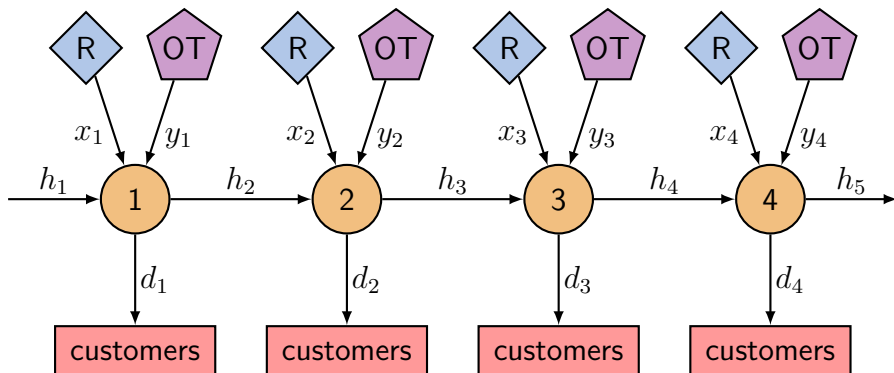 R OT R OT R OT R OT
x₁ y₁ x₂ y₂ x₃ y₃ x₄ y₄
h₁ 1 h₂ 2 h₃ 3 h₄ 4 h₅
d₁ d₂ d₃ d₄
customers customers customers customers